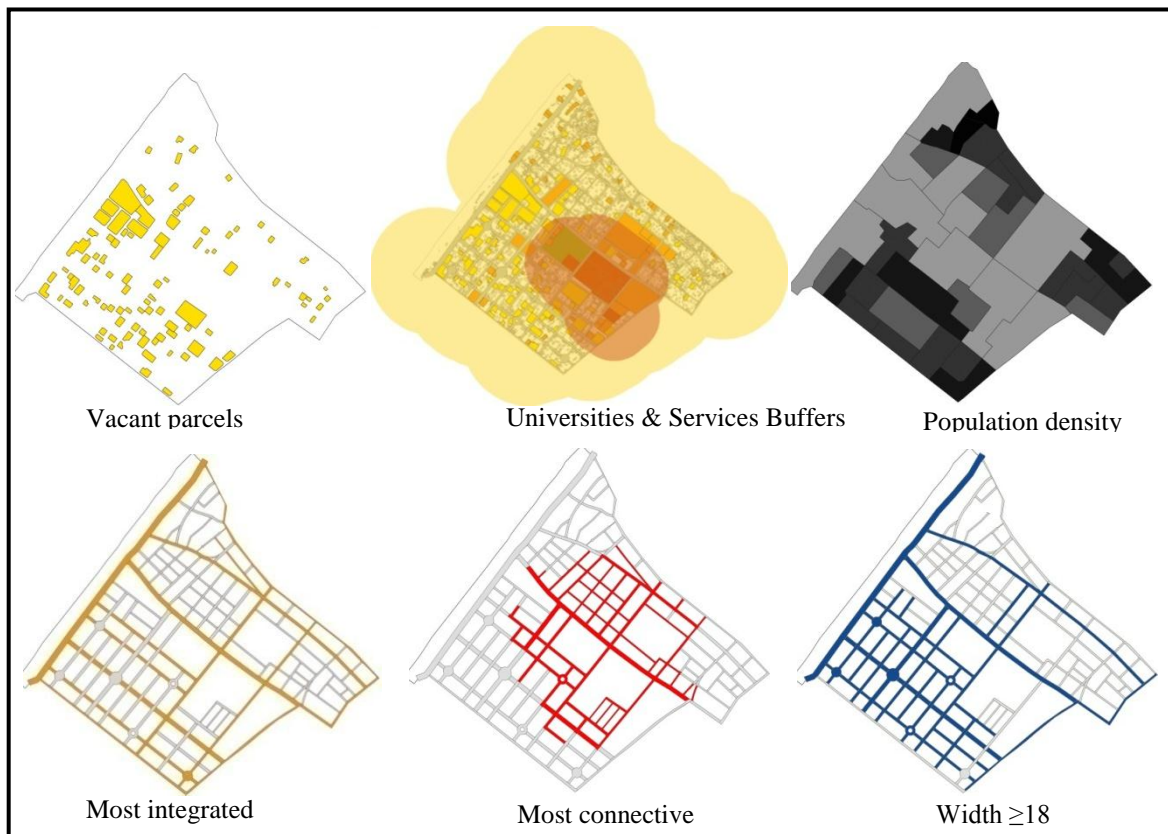 Vacant parcels
Universities & Services Buffers
Population density
Most integrated
Most connective
Width ≥18